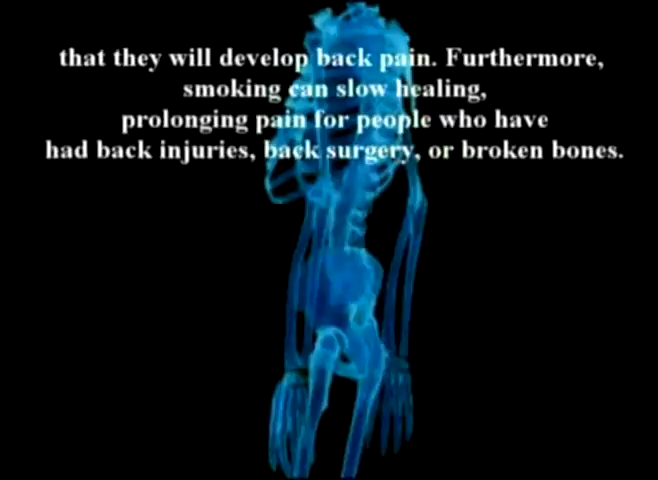 that they will develop back pain. Furthermore,
smoking can slow healing,
prolonging pain for people who have
had back injuries, back surgery, or broken bones.